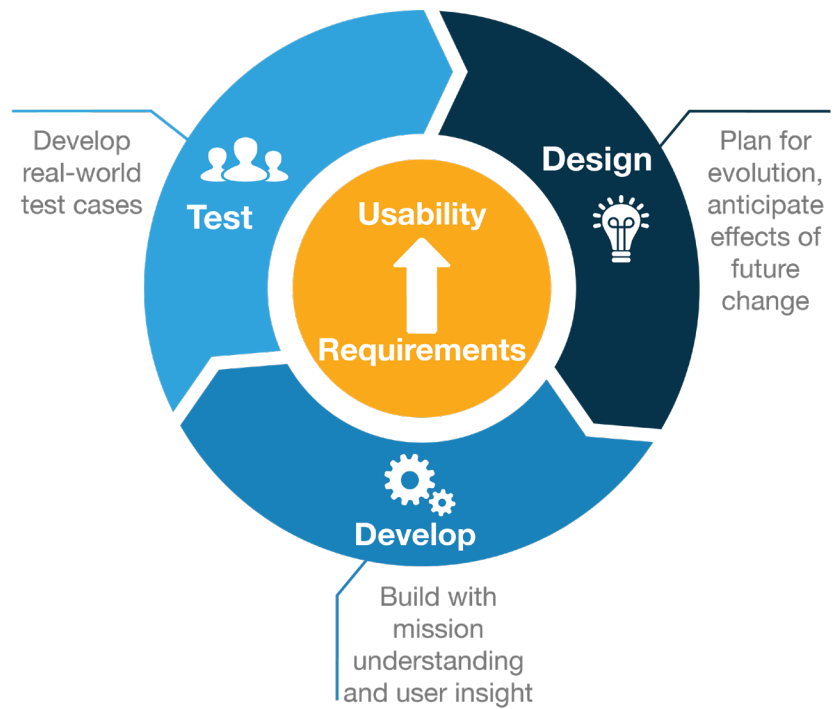 Develop
real-world
test cases
Test
Usability
Requirements
Design
Plan for
evolution,
anticipate
effects of
future
change
Develop
Build with
mission
understanding
and user insight